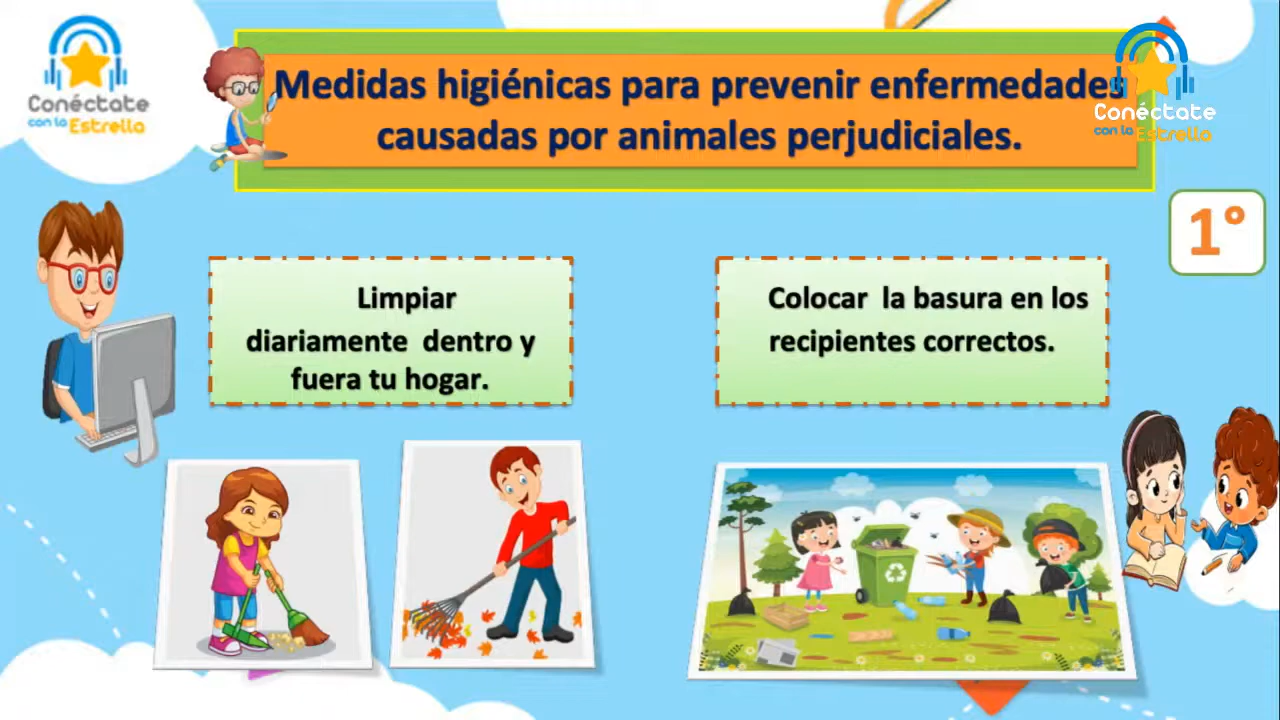 Conéctate
con la Estrella
Medidas higiénicas para prevenir enfermedades
causadas por animales perjudiciales.
Conéctate
con la Estrella
1°
Limpiar
diariamente dentro y
fuera tu hogar.
Colocar la basura en los
recipientes correctos.